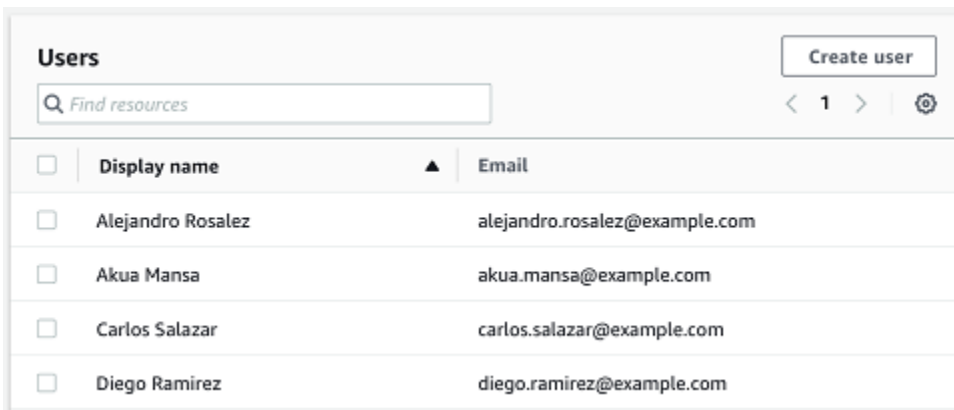 Users
Create user
Find resources
1
Display name Email
Alejandro Rosalez alejandro.rosalez@example.com
Akua Mansa akua.mansa@example.com
Carlos Salazar carlos.salazar@example.com
Diego Ramirez diego.ramirez@example.com